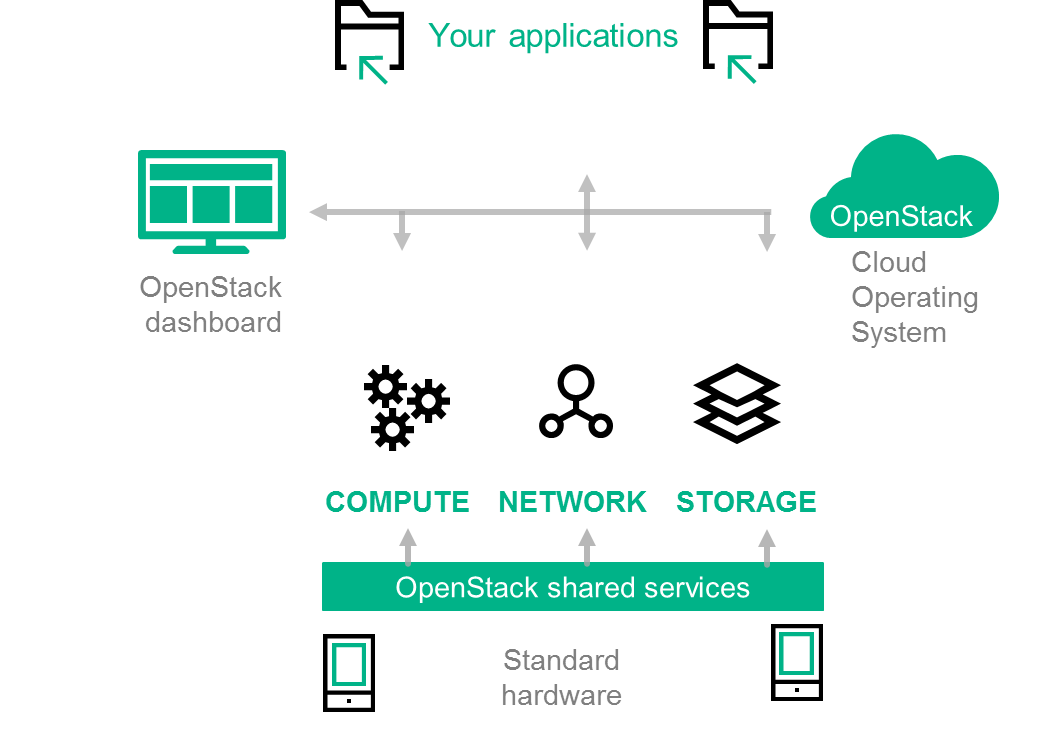 Your applications
OpenStack
Cloud
Operating
System
OpenStack
dashboard
COMPUTE
NETWORK
STORAGE
OpenStack shared services
Standard
hardware